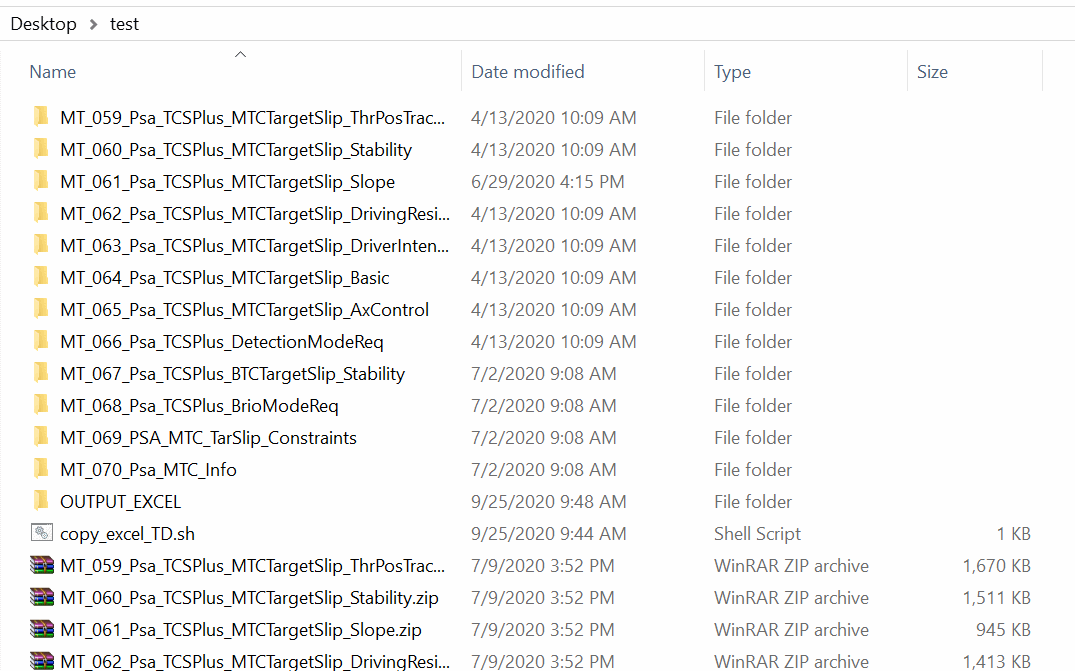 Desktop > test
Name Date modified Type Size
MT_059_Psa_TCSPlus_MTCTargetSlip_ThrPosTrac... 4/13/2020 10:09 AM File folder
MT_060_Psa_TCSPlus_MTCTargetSlip_Stability 4/13/2020 10:09 AM File folder
MT_061_Psa_TCSPlus_MTCTargetSlip_Slope 6/29/2020 4:15 PM File folder
MT_062_Psa_TCSPlus_MTCTargetSlip_DrivingResi... 4/13/2020 10:09 AM File folder
MT_063_Psa_TCSPlus_MTCTargetSlip_DriverInten... 4/13/2020 10:09 AM File folder
MT_064_Psa_TCSPlus_MTCTargetSlip_Basic 4/13/2020 10:09 AM File folder
MT_065_Psa_TCSPlus_MTCTargetSlip_AxControl 4/13/2020 10:09 AM File folder
MT_066_Psa_TCSPlus_DetectionModeReq 4/13/2020 10:09 AM File folder
MT_067_Psa_TCSPlus_BTCTargetSlip_Stability 7/2/2020 9:08 AM File folder
MT_068_Psa_TCSPlus_BrioModeReq 7/2/2020 9:08 AM File folder
MT_069_PSA_MTC_TarSlip_Constraints 7/2/2020 9:08 AM File folder
MT_070_Psa_MTC_Info 7/2/2020 9:08 AM File folder
OUTPUT_EXCEL 9/25/2020 9:48 AM File folder
copy_excel_TD.sh 9/25/2020 9:44 AM Shell Script 1 KB
MT_059_Psa_TCSPlus_MTCTargetSlip_ThrPosTrac... 7/9/2020 3:52 PM WinRAR ZIP archive 1,670 KB
MT_060_Psa_TCSPlus_MTCTargetSlip_Stability.zip 7/9/2020 3:52 PM WinRAR ZIP archive 1,511 KB
MT_061_Psa_TCSPlus_MTCTargetSlip_Slope.zip 7/9/2020 3:52 PM WinRAR ZIP archive 945 KB
MT_062_Psa_TCSPlus_MTCTargetSlip_DrivingResi... 7/9/2020 3:52 PM WinRAR ZIP archive 1,413 KB